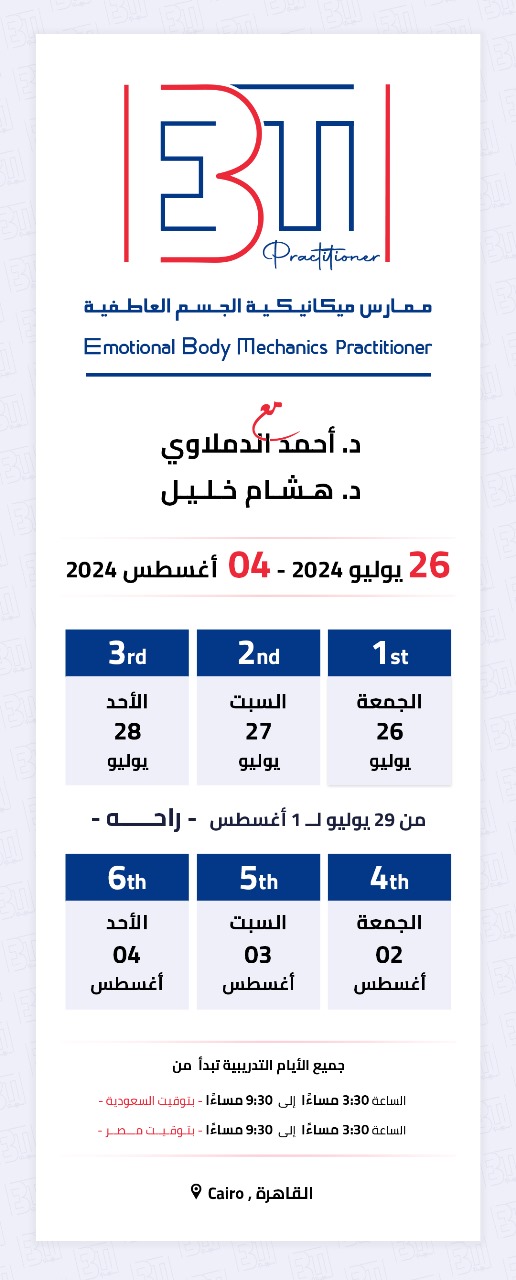 EBM
Practitioner
ممارس ميكانيكية الجسم العاطفية
Emotional Body Mechanics Practitioner
مع
د. أحمد الدملاوي
د. هشام خليل
26 يوليو 2024 - 04 أغسطس 2024
1st 2nd 3rd
الجمعة السبت الأحد
26 27 28
يوليو يوليو يوليو
من 29 يوليو لـ 1 أغسطس - راحه -
4th 5th 6th
الجمعة السبت الأحد
02 03 04
أغسطس أغسطس أغسطس
جميع الأيام التدريبية تبدأ من
الساعة 3:30 مساءًا إلى 9:30 مساءًا - بتوقيت السعودية -
الساعة 3:30 مساءًا إلى 9:30 مساءًا - بتوقيت مصر -
القاهرة , Cairo